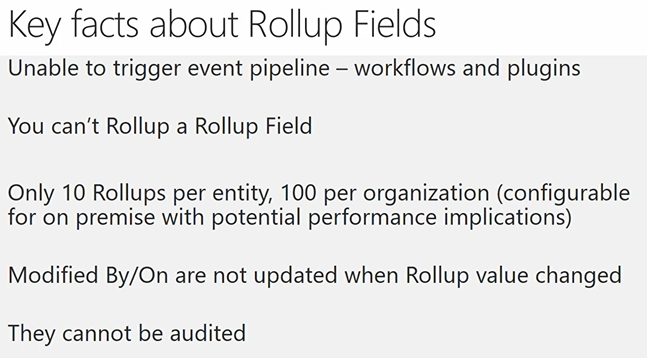 Key facts about Rollup Fields
Unable to trigger event pipeline – workflows and plugins
You can't Rollup a Rollup Field
Only 10 Rollups per entity, 100 per organization (configurable
for on premise with potential performance implications)
Modified By/On are not updated when Rollup value changed
They cannot be audited